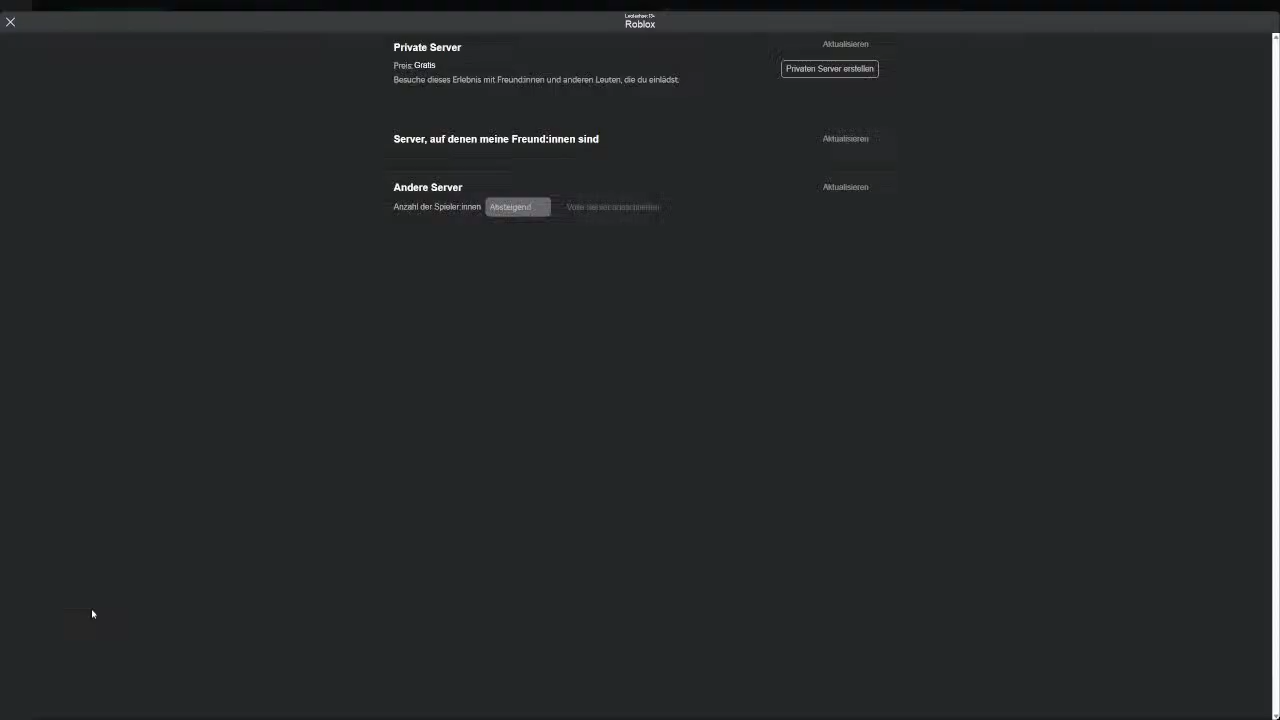 Roblox
Private Server
Aktualisieren
Preis: Gratis
Privaten Server erstellen
Besuche dieses Erlebnis mit Freund:innen und anderen Leuten, die du einlädst.
Server, auf denen meine Freund:innen sind
Aktualisieren
Andere Server
Aktualisieren
Anzahl der Spieler:innen
Absteigend